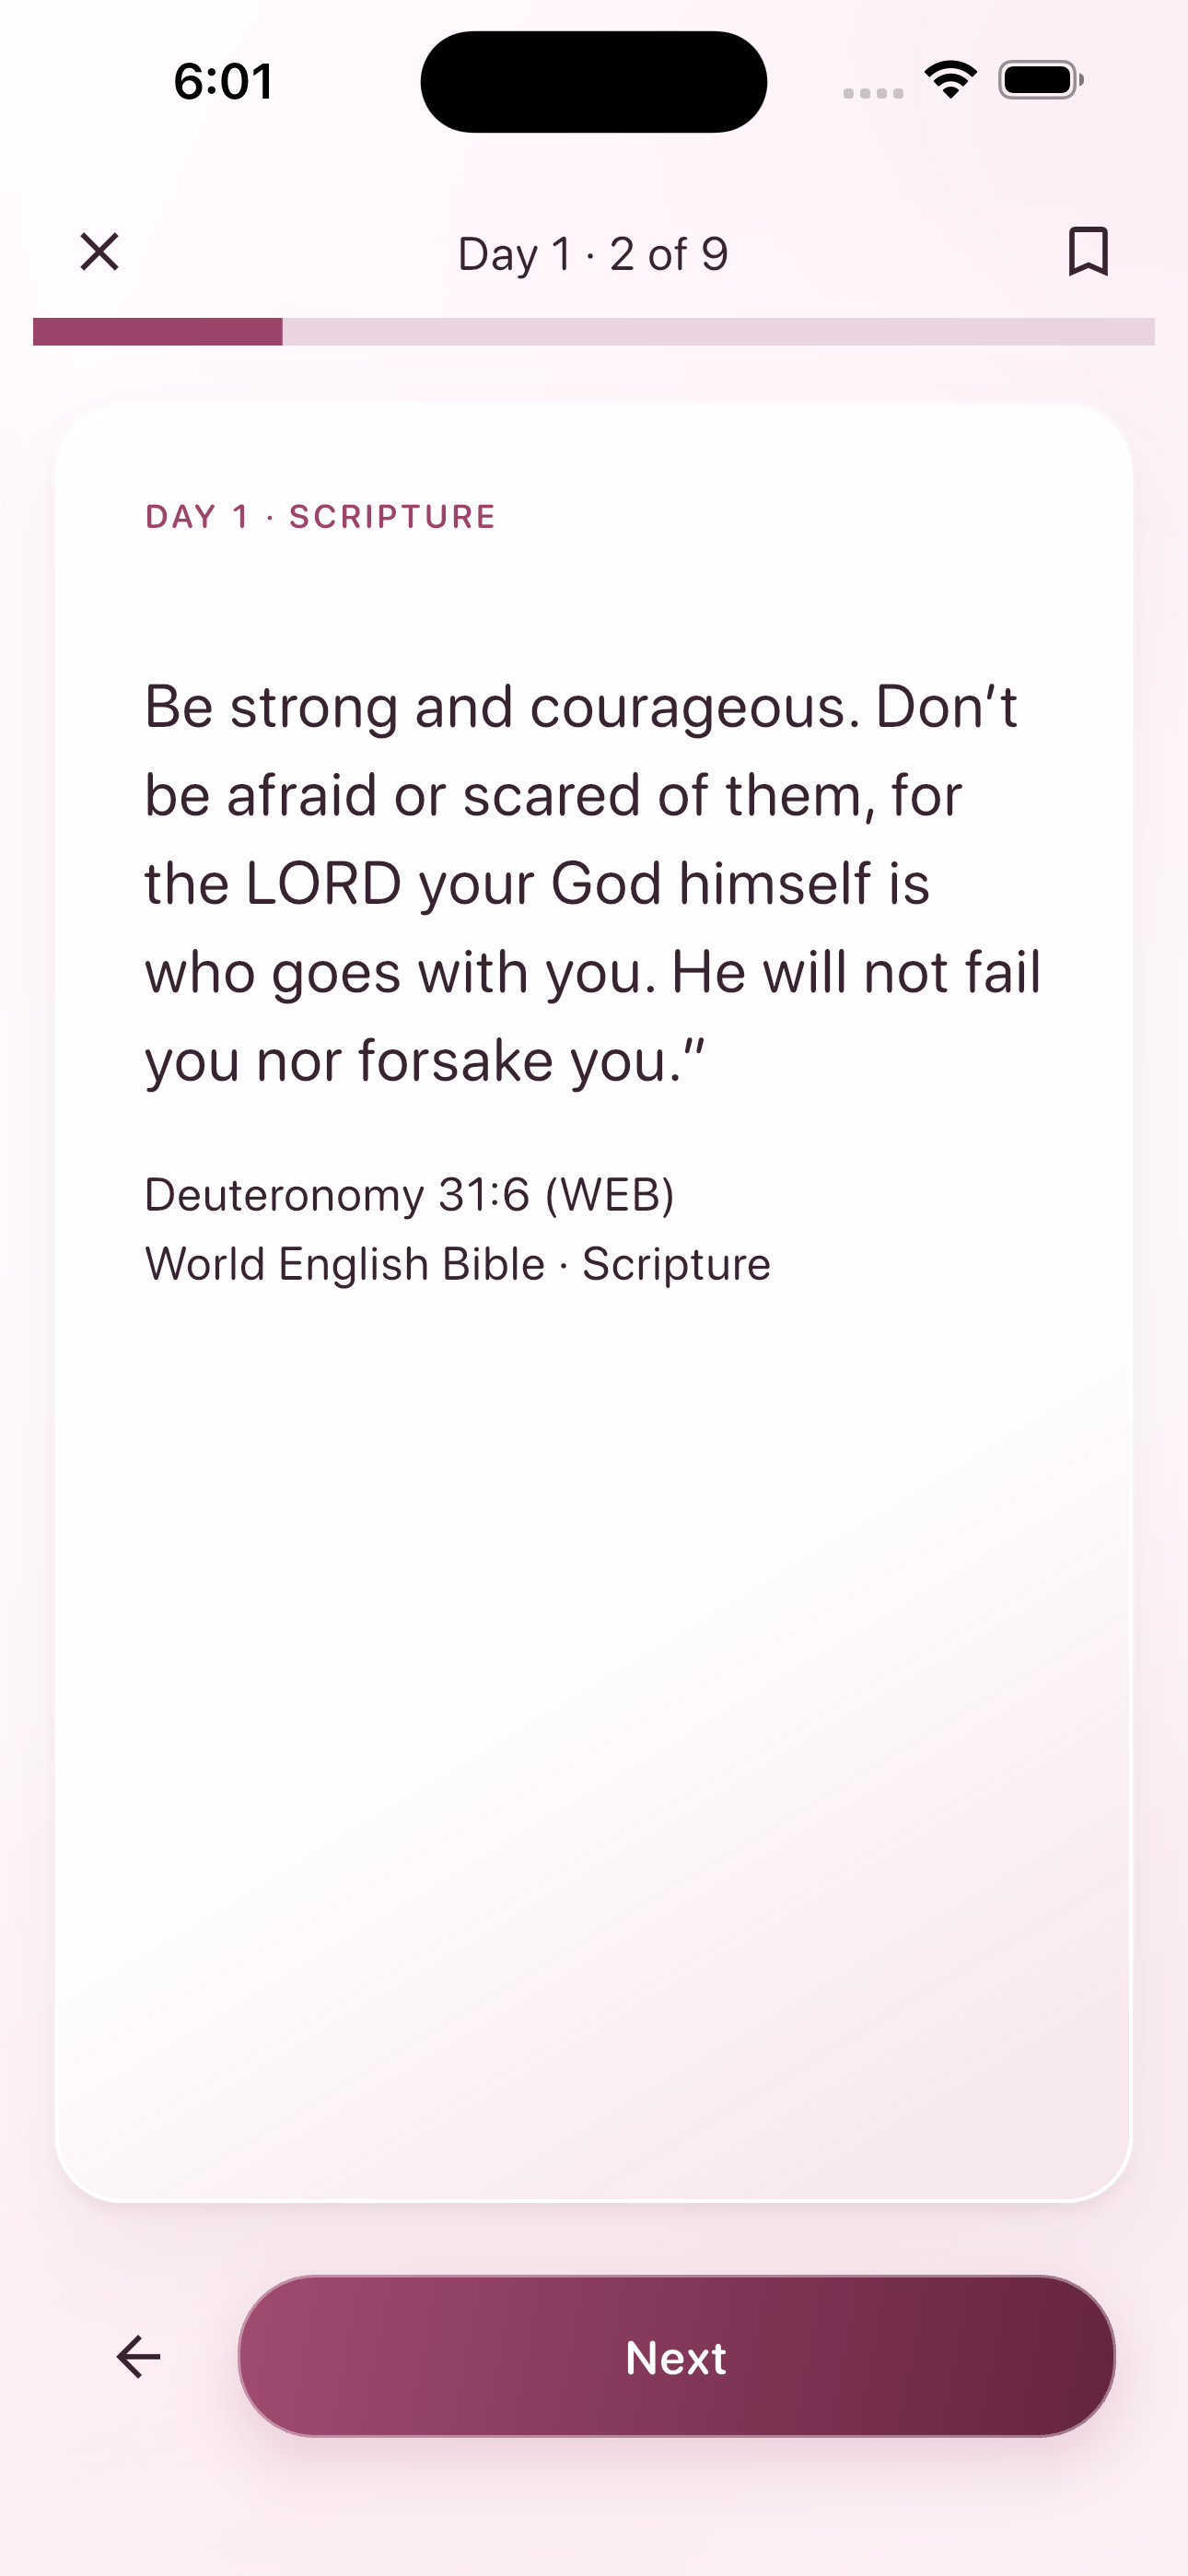 6:01
Day 1 · 2 of 9
DAY 1 · SCRIPTURE
Be strong and courageous. Don’t
be afraid or scared of them, for
the LORD your God himself is
who goes with you. He will not fail
you nor forsake you.”
Deuteronomy 31:6 (WEB)
World English Bible · Scripture
Next